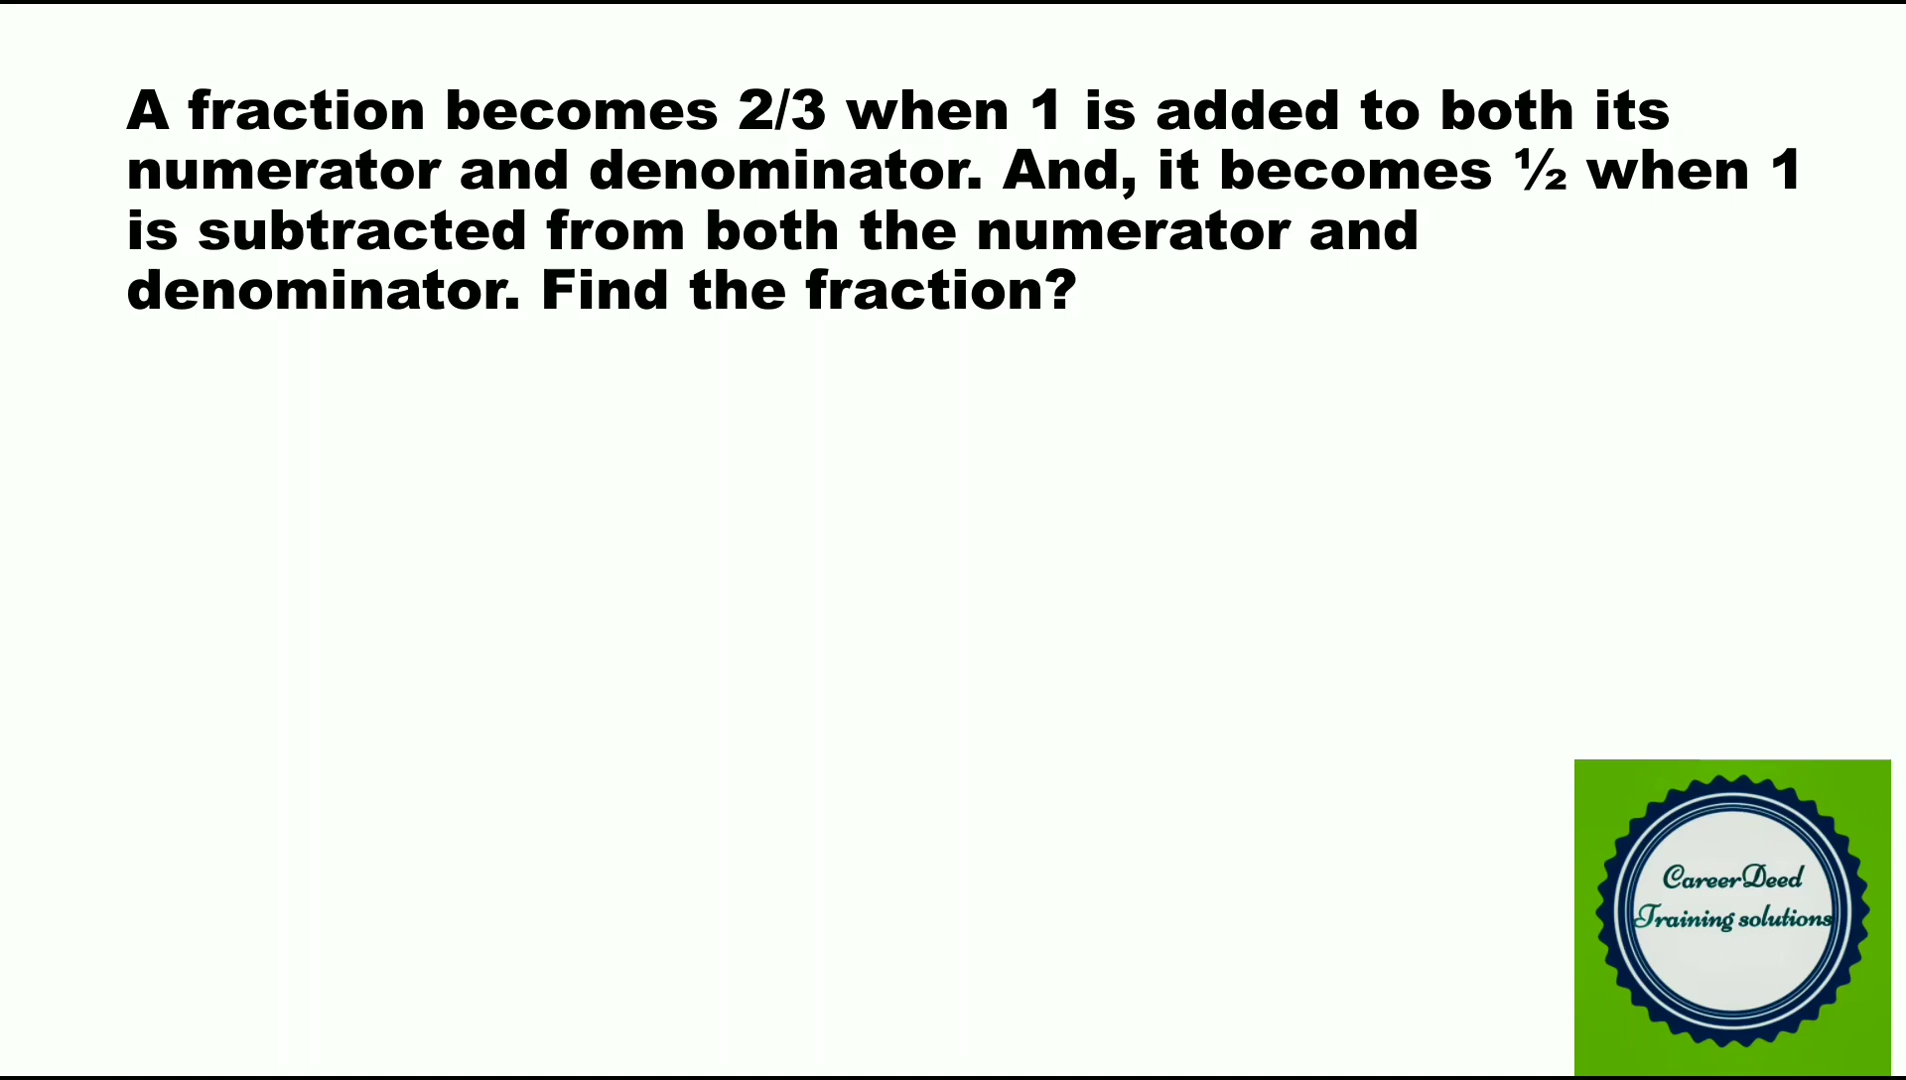 A fraction becomes 2/3 when 1 is added to both its
numerator and denominator. And, it becomes ½ when 1
is subtracted from both the numerator and
denominator. Find the fraction?
CareerDeed
Training solutions